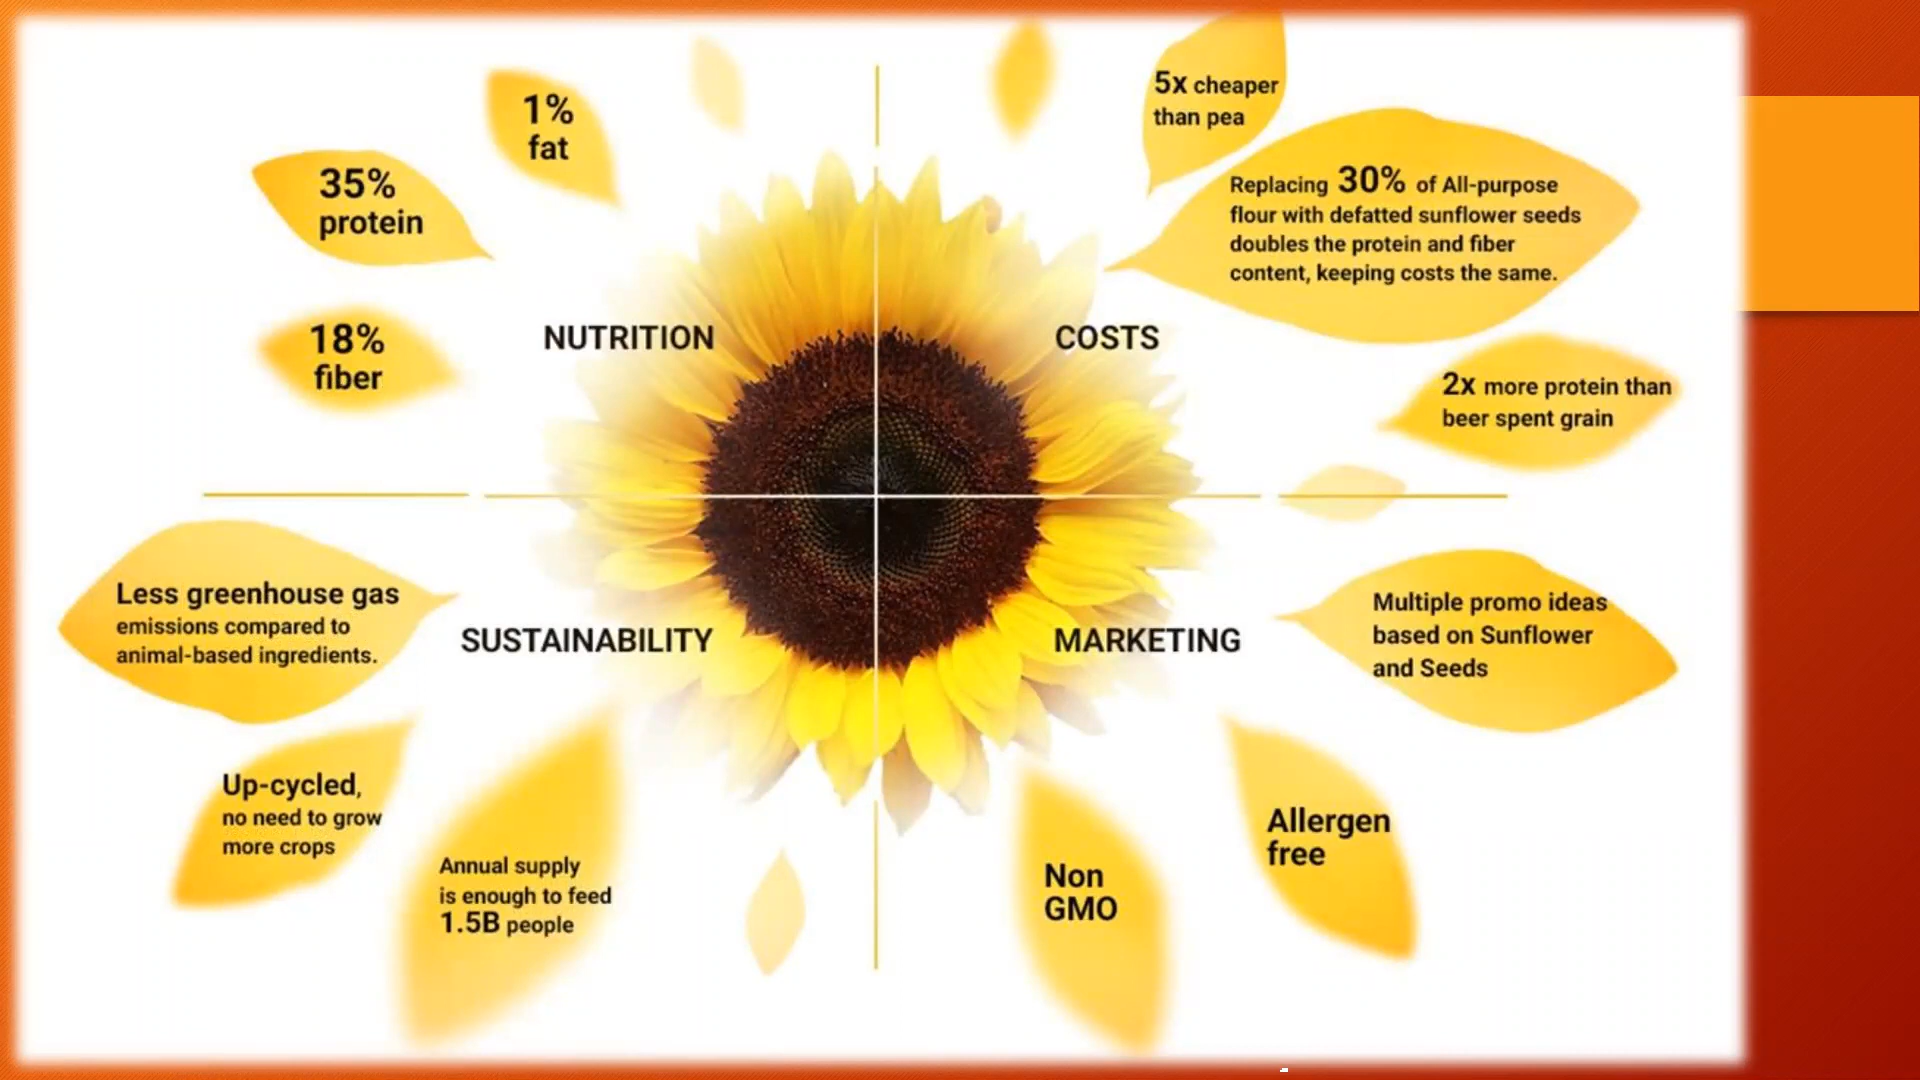 1%
fat
35%
protein
18%
fiber
NUTRITION
5x cheaper
than pea
Replacing 30% of All-purpose
flour with defatted sunflower seeds
doubles the protein and fiber
content, keeping costs the same.
COSTS
2x more protein than
beer spent grain
Less greenhouse gas
emissions compared to
animal-based ingredients.
SUSTAINABILITY
Up-cycled,
no need to grow
more crops
Annual supply
is enough to feed
1.5B people
MARKETING
Multiple promo ideas
based on Sunflower
and Seeds
Allergen
free
Non
GMO